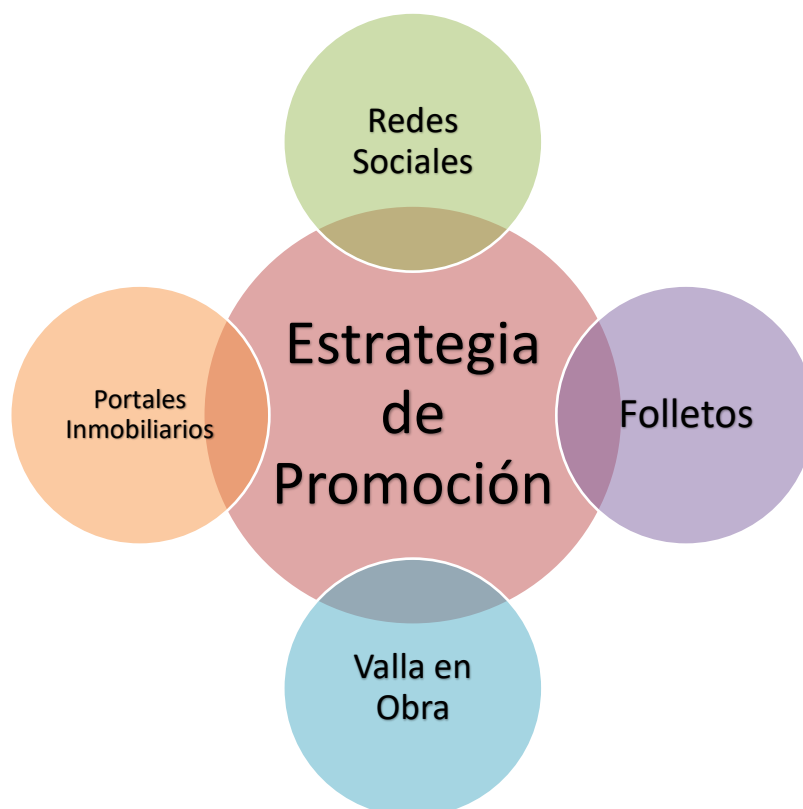 Redes
Sociales
Estrategia
de
Promoción
Portales
Inmobiliarios
Folletos
Valla en
Obra